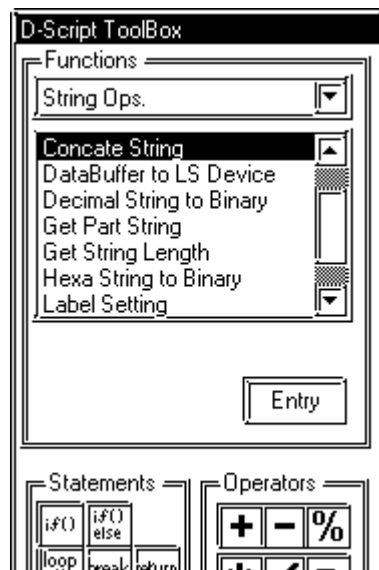 D-Script ToolBox
Functions
String Ops.
Concate String
DataBuffer to LS Device
Decimal String to Binary
Get Part String
Get String Length
Hexa String to Binary
Label Setting
Entry
Statements
Operators
if()
if() else
+ - %
loop
break
return